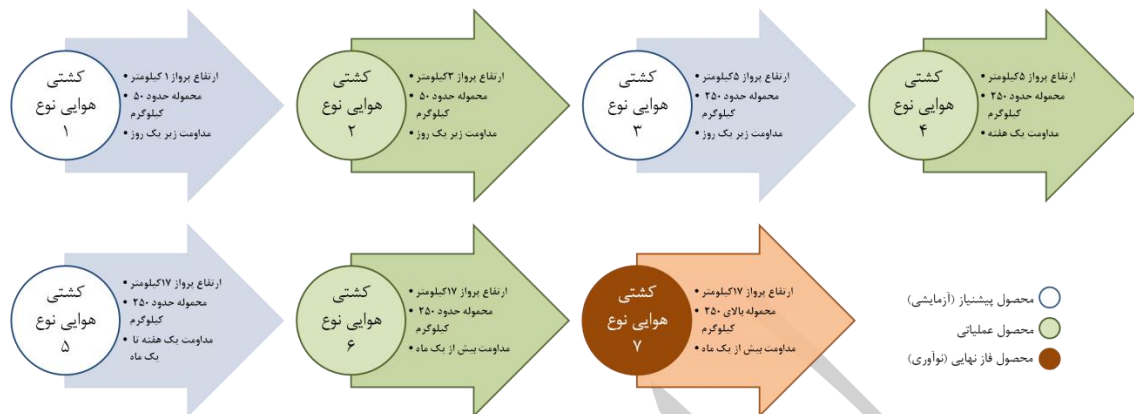 کشتی
هوایی نوع
۱
• ارتفاع پرواز ۱ کیلومتر
• محموله حدود ۵۰
کیلوگرم
• مداومت زیر یک روز
کشتی
هوایی نوع
۲
• ارتفاع پرواز ۳کیلومتر
• محموله حدود ۵۰
کیلوگرم
• مداومت زیر یک روز
کشتی
هوایی نوع
۳
• ارتفاع پرواز ۵کیلومتر
• محموله حدود ۲۵۰
کیلوگرم
• مداومت زیر یک روز
کشتی
هوایی نوع
۴
• ارتفاع پرواز ۵کیلومتر
• محموله حدود ۲۵۰
کیلوگرم
• مداومت یک هفته
کشتی
هوایی نوع
۵
• ارتفاع پرواز ۱۷کیلومتر
• محموله حدود ۲۵۰
کیلوگرم
• مداومت یک هفته تا
یک ماه
کشتی
هوایی نوع
۶
• ارتفاع پرواز ۱۷کیلومتر
• محموله حدود ۲۵۰
کیلوگرم
• مداومت بیش از یک ماه
کشتی
هوایی نوع
۷
• ارتفاع پرواز ۱۷کیلومتر
• محموله بالای ۲۵۰
کیلوگرم
• مداومت بیش از یک ماه
محصول پیشنیاز (آزمایشی)
محصول عملیاتی
محصول فاز نهایی (نوآوری)